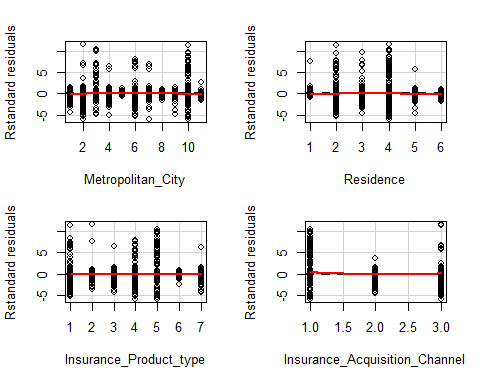 Rstandard residuals
-5 0 5
2 4 6 8 10
Metropolitan_City
Rstandard residuals
-5 0 5
1 2 3 4 5 6
Residence
Rstandard residuals
-5 0 5
1 2 3 4 5 6 7
Insurance_Product_type
Rstandard residuals
-5 0 5
1.0 1.5 2.0 2.5 3.0
Insurance_Acquisition_Channel